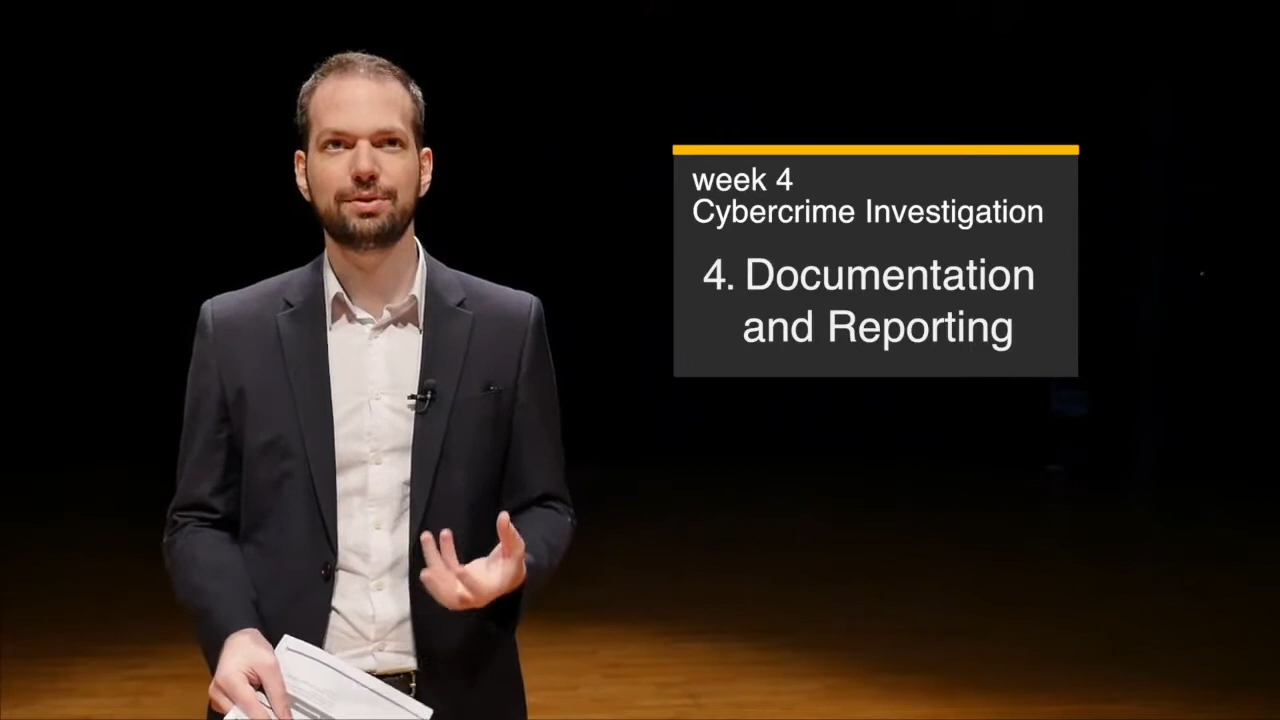 week 4
Cybercrime Investigation
4. Documentation
and Reporting